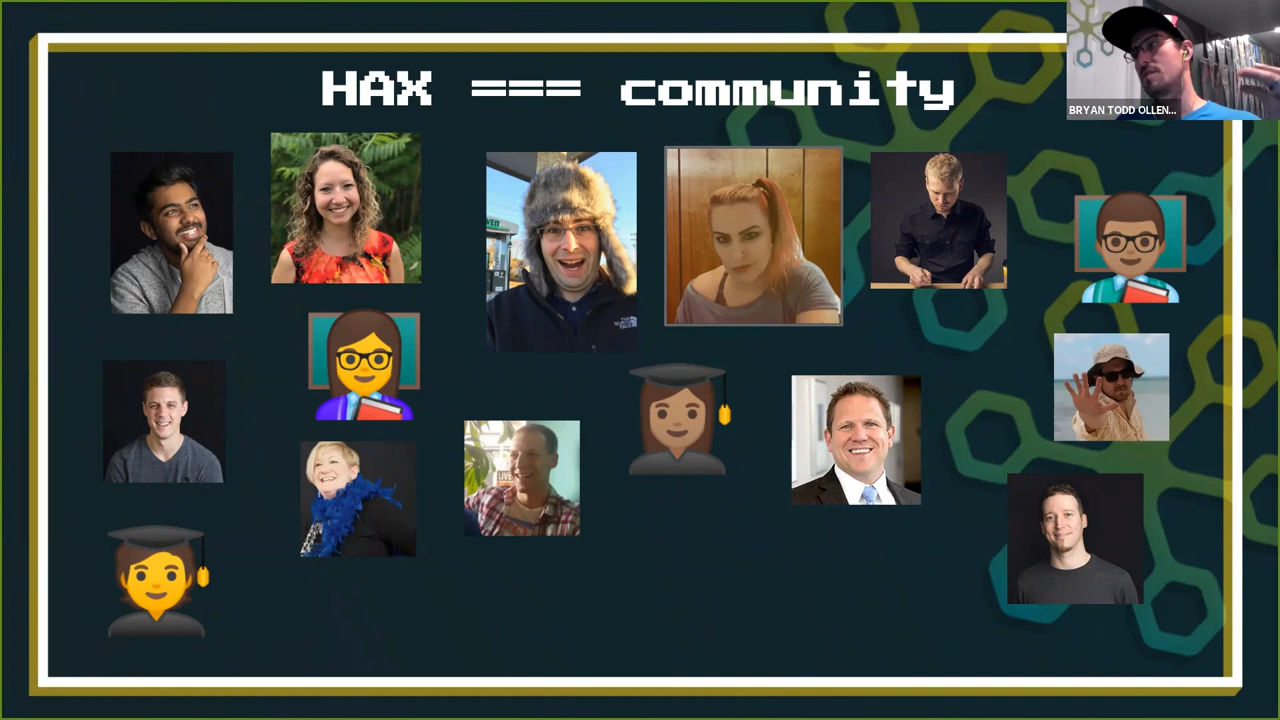 HAX === community
BRYAN TODD OLLEN...